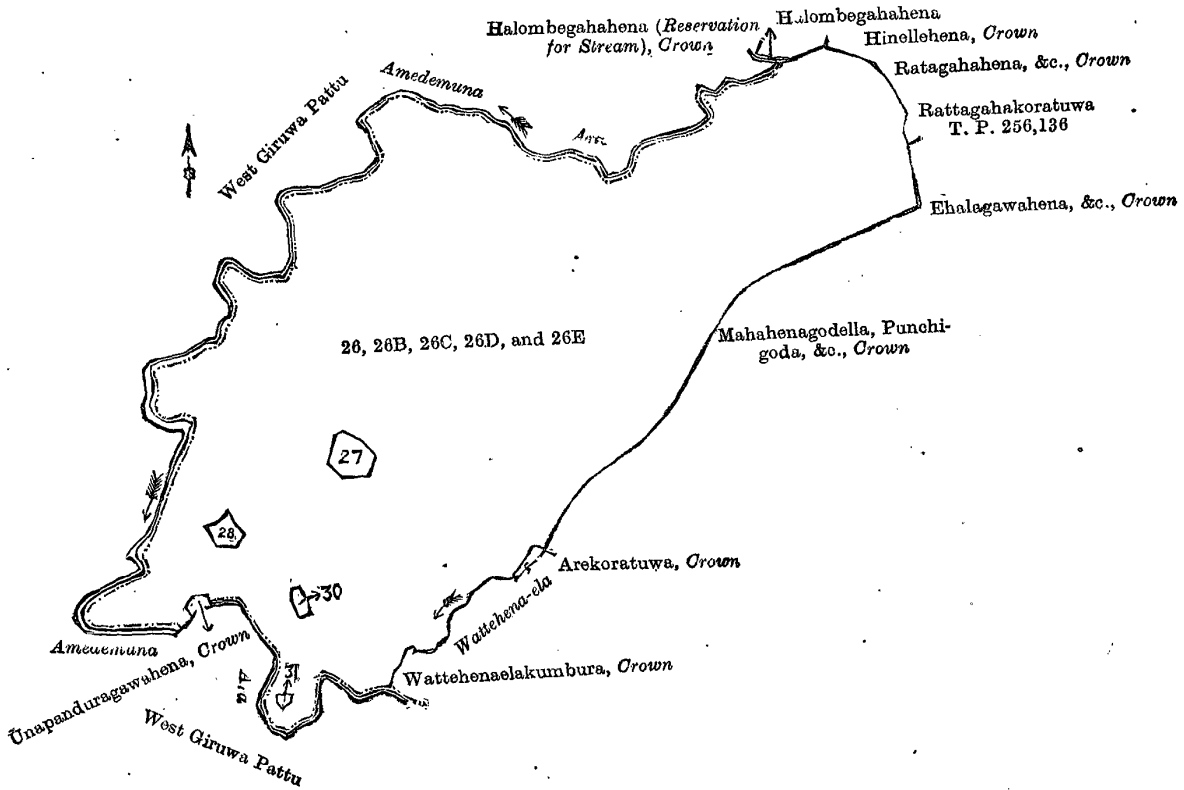 Halombegahahena (Reservation
for Stream), Crown
Halombegahahena
Hinellehena, Crown
Ratagahahena, &c., Crown
Rattagahakoratuwa
T. P. 256,136
Amedemuna
West Giruwa Pattu
Ehalagawahena, &c., Crown
26, 26B, 26C, 26D, and 26E
Mahahenagodella, Punchi-
goda, &c., Crown
27
28
30
Arekoratuwa, Crown
Wattehena-ela
Amedemuna
Unapanduragawahena, Crown
31
Wattehenaelakumbura, Crown
West Giruwa Pattu